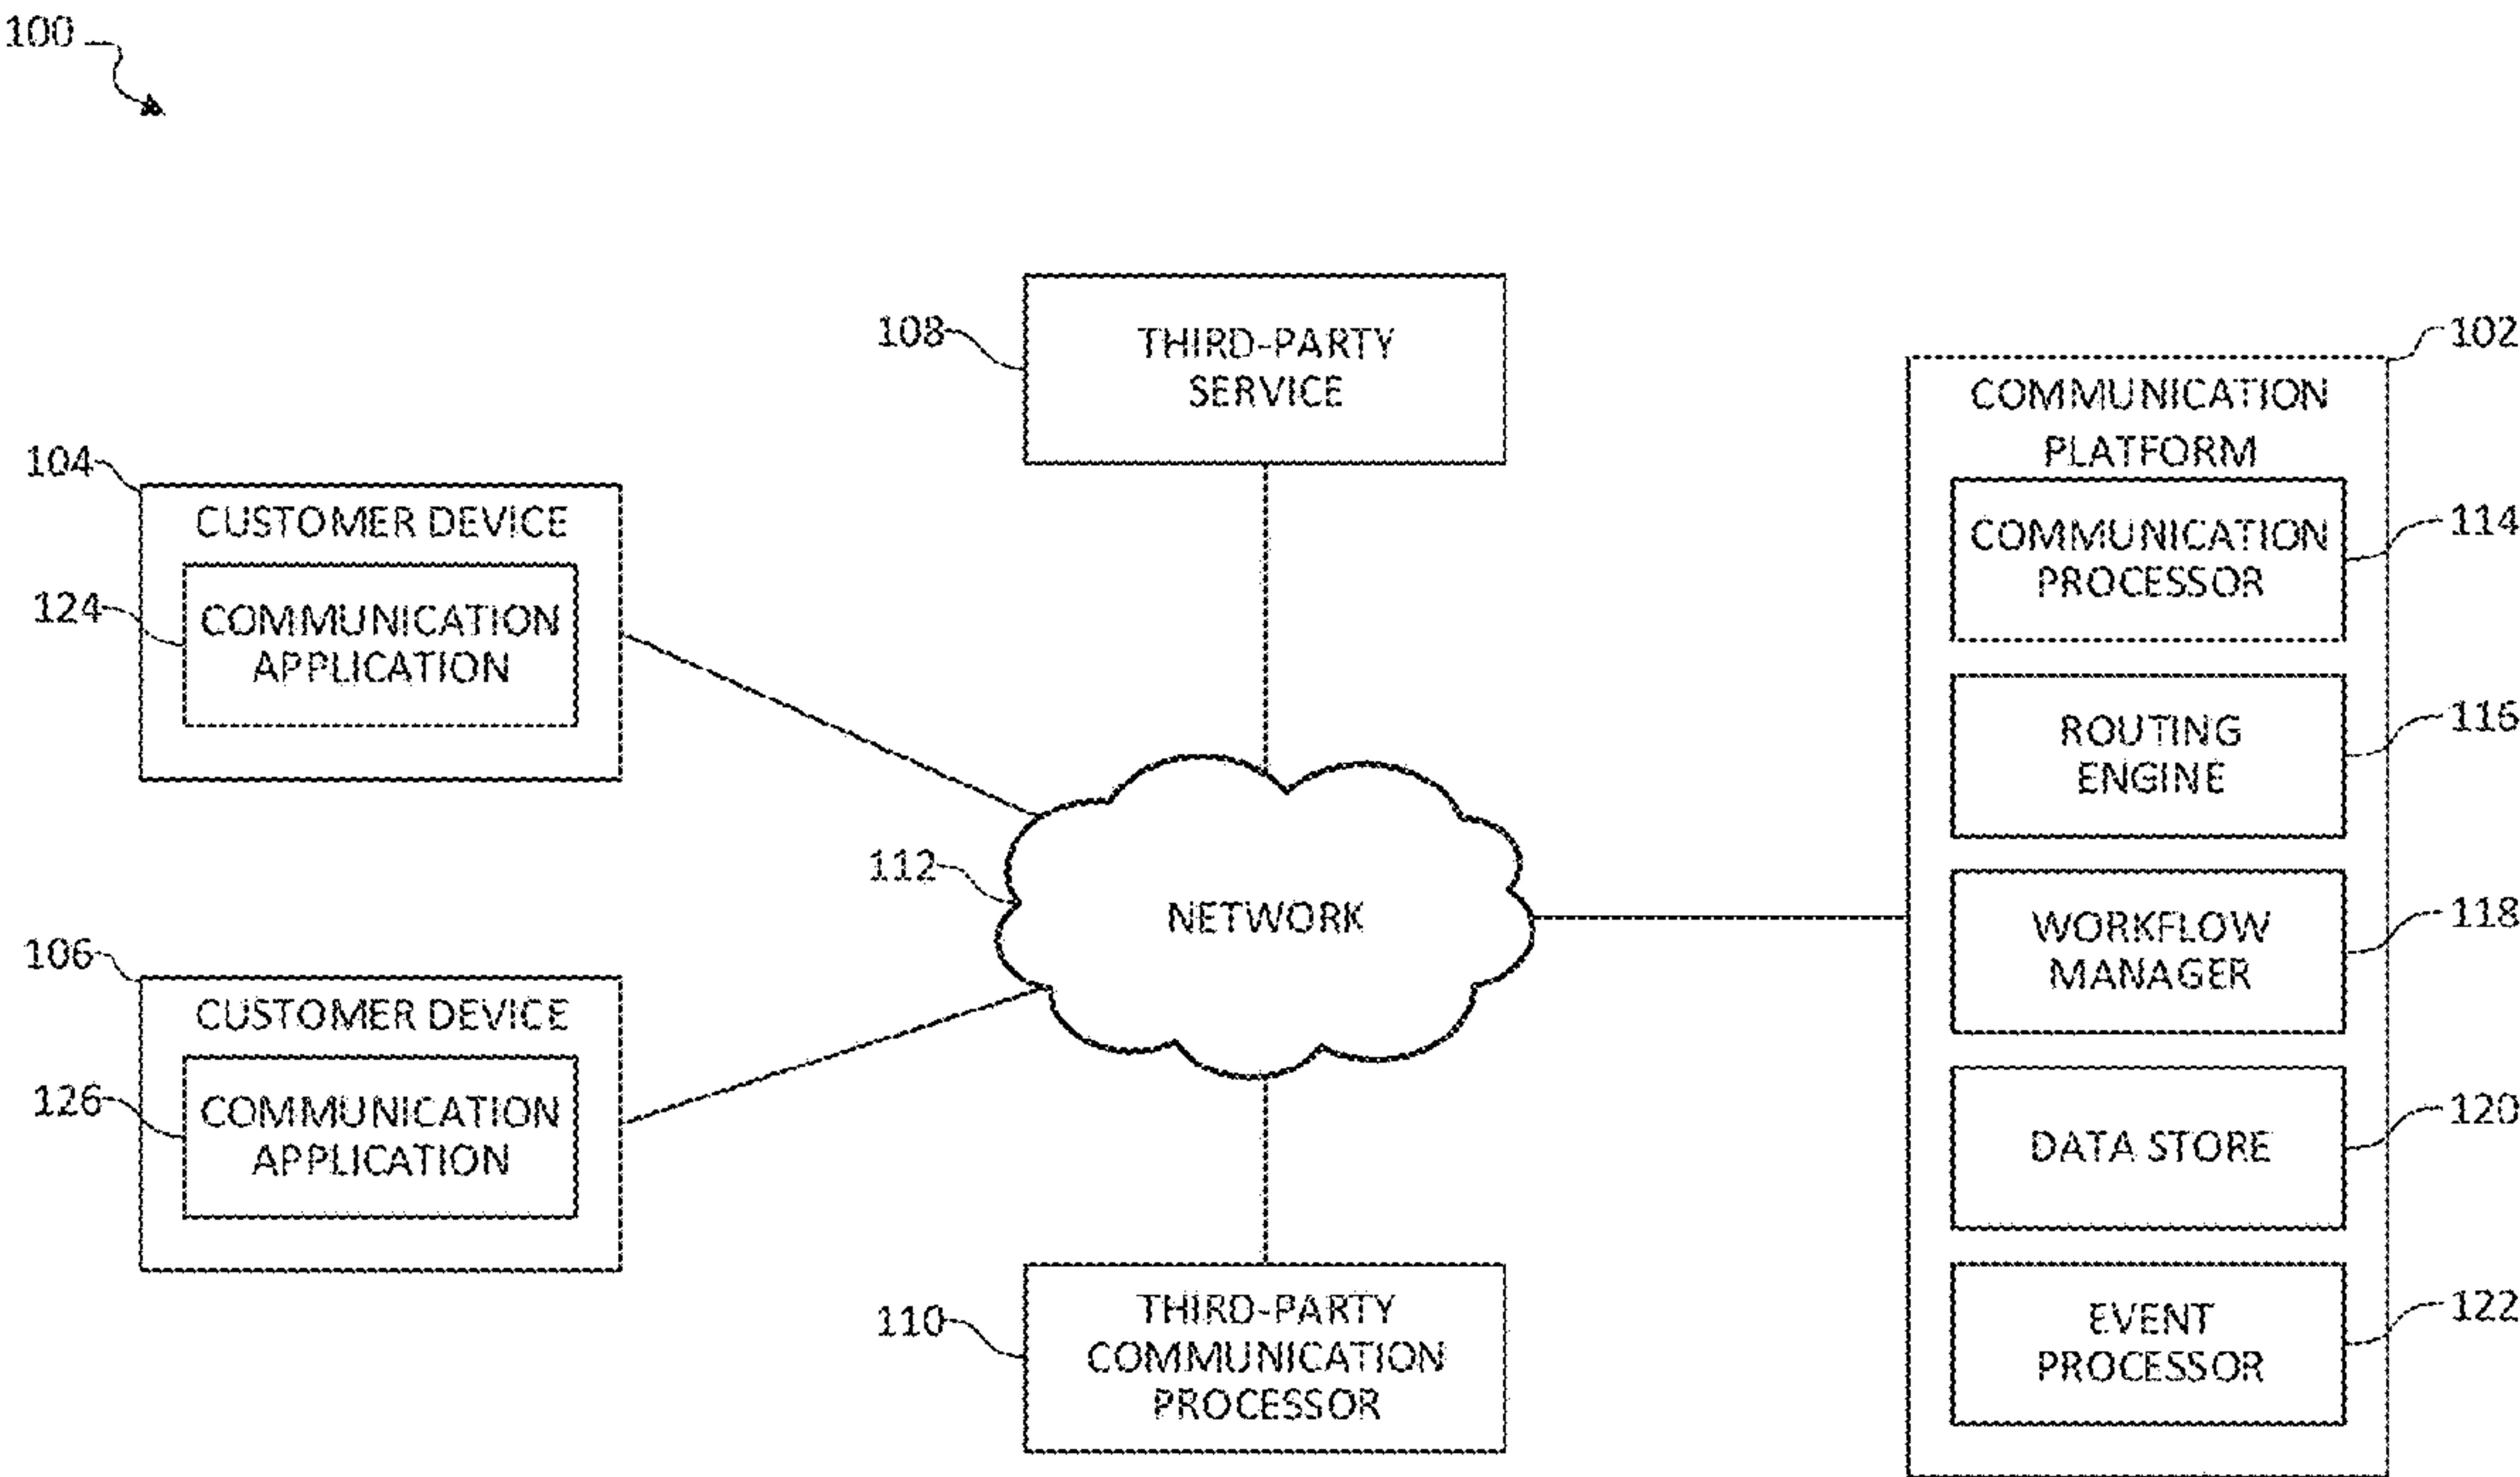 100
108
THIRD-PARTY
SERVICE
102
COMMUNICATION
PLATFORM
104
CUSTOMER DEVICE
124
COMMUNICATION
APPLICATION
114
COMMUNICATION
PROCESSOR
116
ROUTING
ENGINE
112
NETWORK
118
WORKFLOW
MANAGER
106
CUSTOMER DEVICE
126
COMMUNICATION
APPLICATION
120
DATA STORE
110
THIRD-PARTY
COMMUNICATION
PROCESSOR
122
EVENT
PROCESSOR